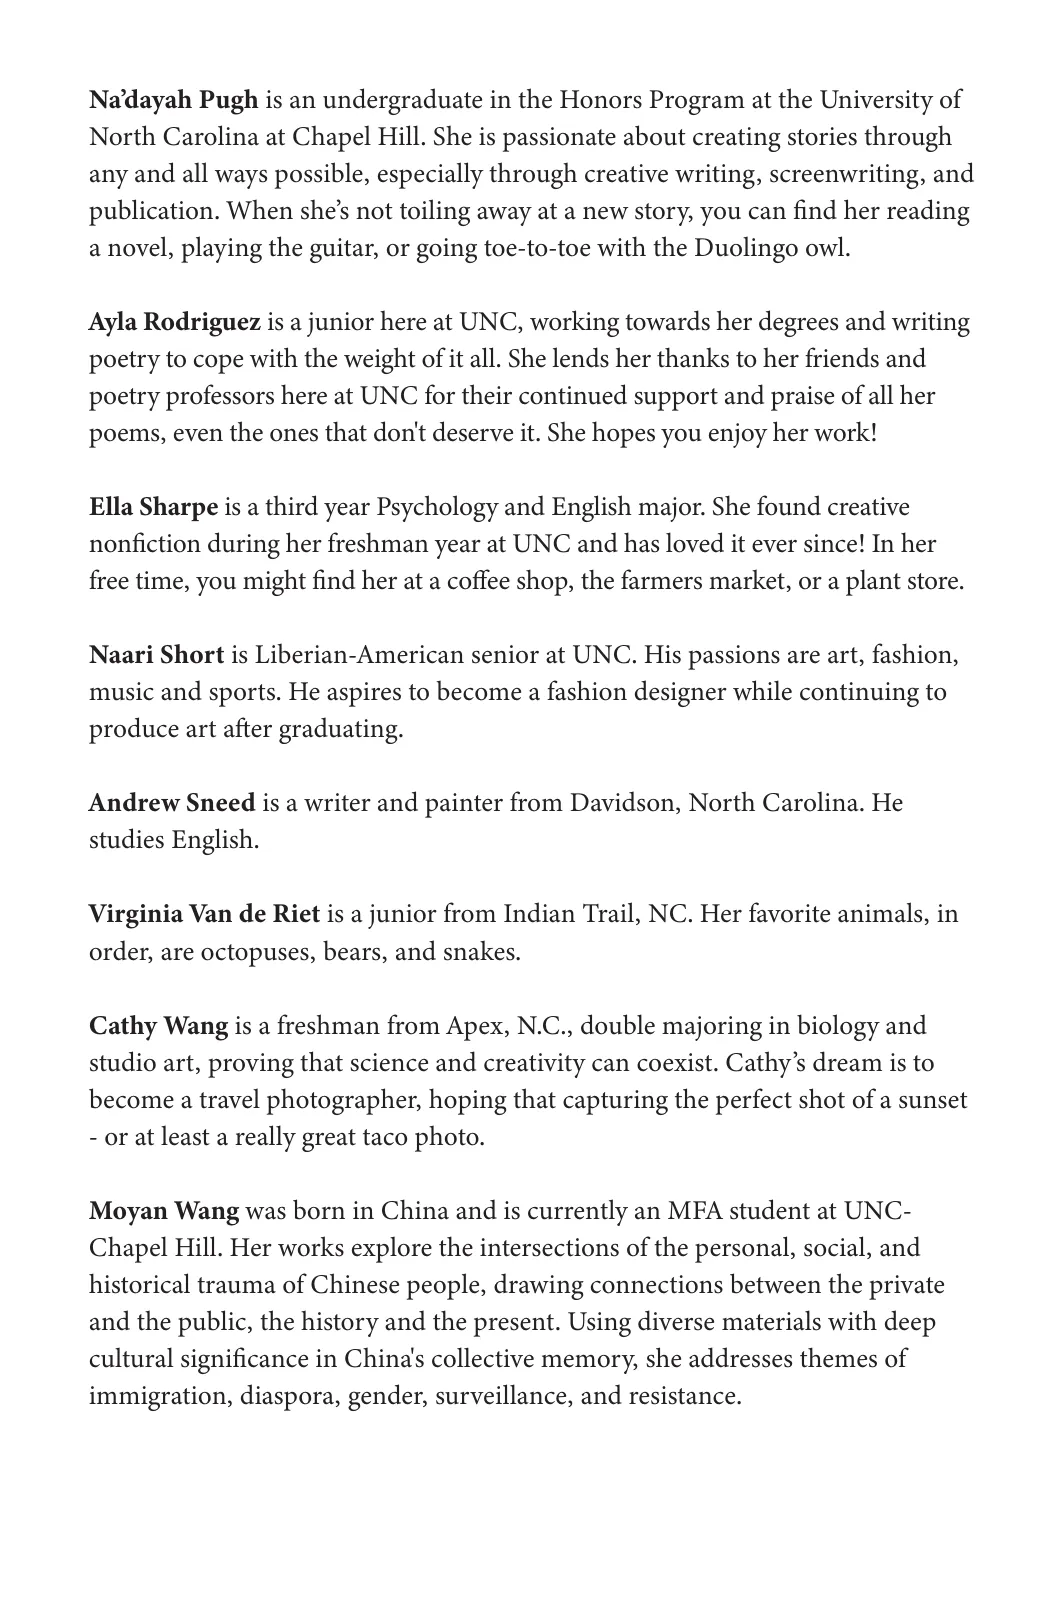 Na’dayah Pugh is an undergraduate in the Honors Program at the University of
North Carolina at Chapel Hill. She is passionate about creating stories through
any and all ways possible, especially through creative writing, screenwriting, and
publication. When she’s not toiling away at a new story, you can find her reading
a novel, playing the guitar, or going toe-to-toe with the Duolingo owl.
Ayla Rodriguez is a junior here at UNC, working towards her degrees and writing
poetry to cope with the weight of it all. She lends her thanks to her friends and
poetry professors here at UNC for their continued support and praise of all her
poems, even the ones that don't deserve it. She hopes you enjoy her work!
Ella Sharpe is a third year Psychology and English major. She found creative
nonfiction during her freshman year at UNC and has loved it ever since! In her
free time, you might find her at a coffee shop, the farmers market, or a plant store.
Naari Short is Liberian-American senior at UNC. His passions are art, fashion,
music and sports. He aspires to become a fashion designer while continuing to
produce art after graduating.
Andrew Sneed is a writer and painter from Davidson, North Carolina. He
studies English.
Virginia Van de Riet is a junior from Indian Trail, NC. Her favorite animals, in
order, are octopuses, bears, and snakes.
Cathy Wang is a freshman from Apex, N.C., double majoring in biology and
studio art, proving that science and creativity can coexist. Cathy’s dream is to
become a travel photographer, hoping that capturing the perfect shot of a sunset
- or at least a really great taco photo.
Moyan Wang was born in China and is currently an MFA student at UNC-
Chapel Hill. Her works explore the intersections of the personal, social, and
historical trauma of Chinese people, drawing connections between the private
and the public, the history and the present. Using diverse materials with deep
cultural significance in China's collective memory, she addresses themes of
immigration, diaspora, gender, surveillance, and resistance.